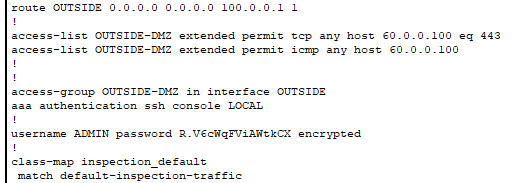 route OUTSIDE 0.0.0.0 0.0.0.0 100.0.0.1 1
!
access-list OUTSIDE-DMZ extended permit tcp any host 60.0.0.100 eq 443
access-list OUTSIDE-DMZ extended permit icmp any host 60.0.0.100
!
!
access-group OUTSIDE-DMZ in interface OUTSIDE
aaa authentication ssh console LOCAL
!
username ADMIN password R.V6cWqFViAWtkCX encrypted
!
class-map inspection_default
 match default-inspection-traffic